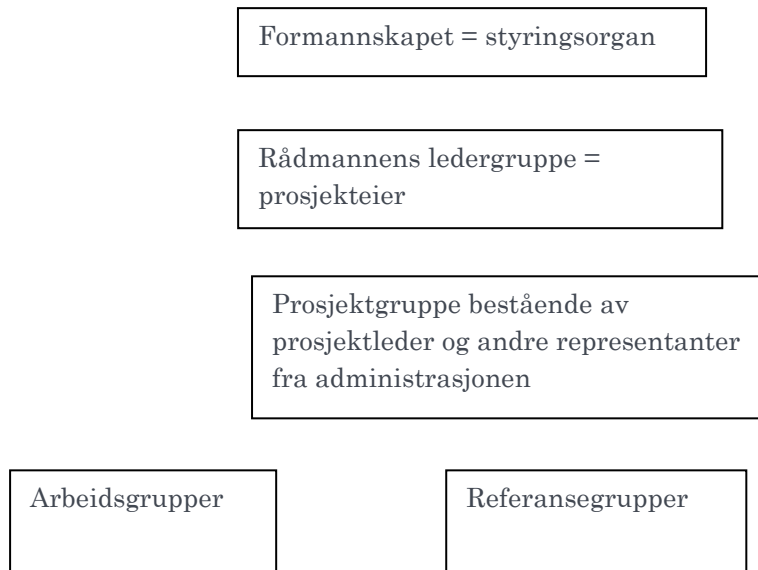 Formannskapet = styringsorgan
Rådmannens ledergruppe =
prosjekteier
Prosjektgruppe bestående av
prosjektleder og andre representanter
fra administrasjonen
Arbeidsgrupper
Referansegrupper